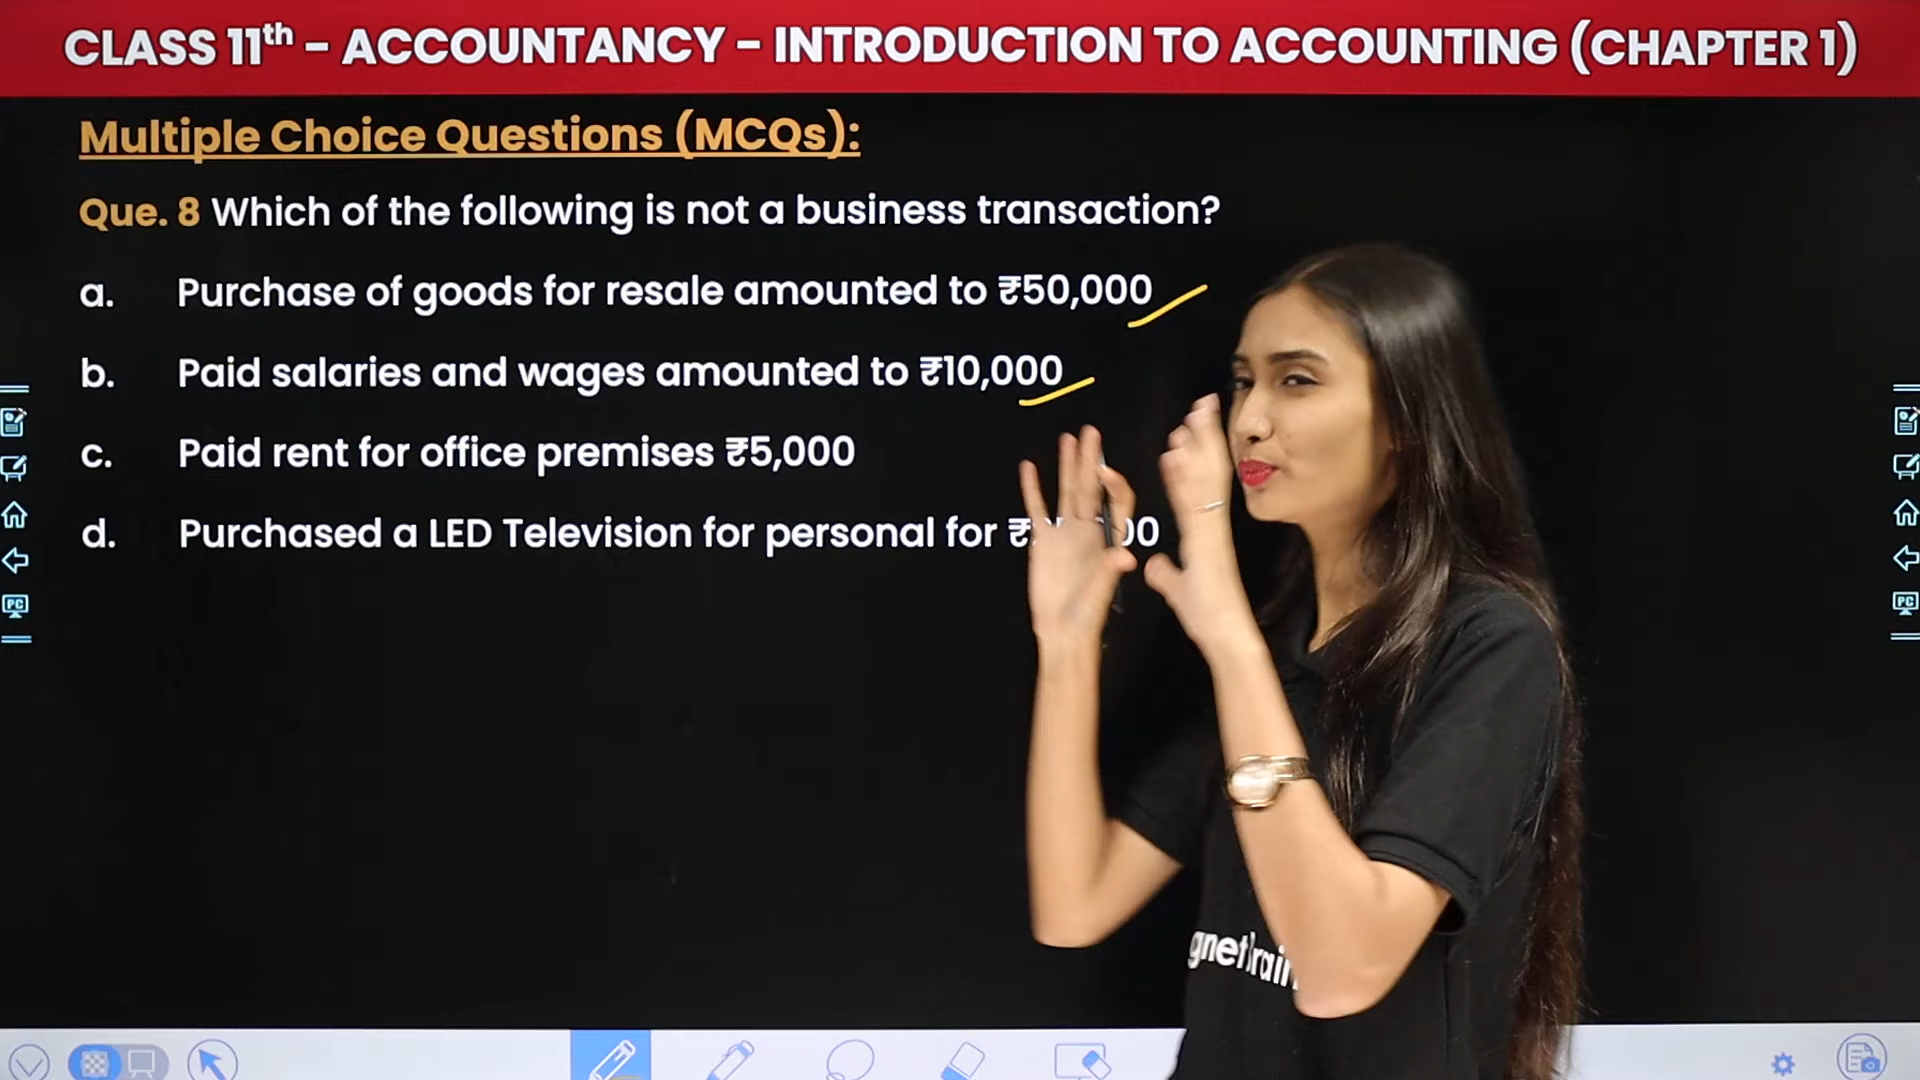 CLASS 11th - ACCOUNTANCY - INTRODUCTION TO ACCOUNTING (CHAPTER 1)
Multiple Choice Questions (MCQs):
Que. 8 Which of the following is not a business transaction?
a. Purchase of goods for resale amounted to ₹50,000
b. Paid salaries and wages amounted to ₹10,000
c. Paid rent for office premises ₹5,000
d. Purchased a LED Television for personal for
PC
PC